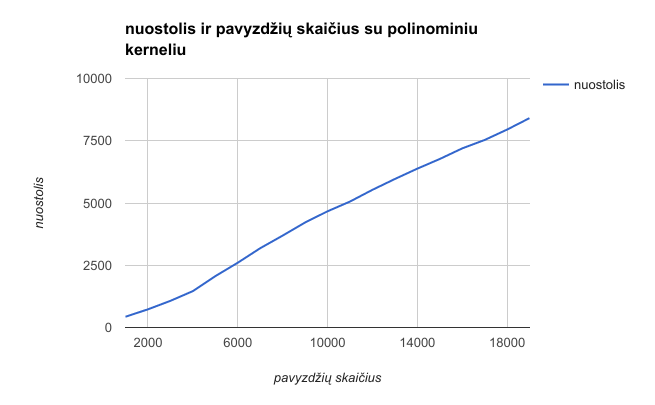 nuostolis ir pavyzdžių skaičius su polinominiu
kerneliu
10000
7500
5000
2500
0
nuostolis
nuostolis
2000
6000
10000
14000
18000
pavyzdžių skaičius